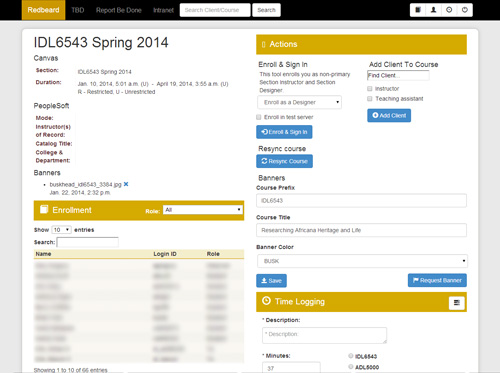 Redbeard TBD Report Be Done Intranet Search Client/Course Search
IDL6543 Spring 2014
Canvas
Section: IDL6543 Spring 2014
Duration: Jan. 10, 2014, 5:01 a.m. (U) - April 19, 2014, 3:55 a.m. (U)
R - Restricted, U - Unrestricted
PeopleSoft
Mode:
Instructor(s)
of Record:
Catalog Title:
College &
Department:
Banners
buskhead_idl6543_3384.jpg
Jan. 22, 2014, 2:32 p.m.
Enrollment Role: All
Show 10 entries
Search:
Name Login ID Role
Showing 1 to 10 of 66 entries
Actions
Enroll & Sign In
This tool enrolls you as non-primary
Section Instructor and Section
Designer
Enroll as a Designer
Enroll in test server
Enroll & Sign In
Add Client To Course
Find Client...
Instructor
Teaching assistant
Add Client
Resync course
Resync Course
Banners
Course Prefix
IDL6543
Course Title
Researching Africana Heritage and Life
Banner Color
BUSK
Save Request Banner
Time Logging
* Description:
* Description
* Minutes: IDL6543
37 ADL5000